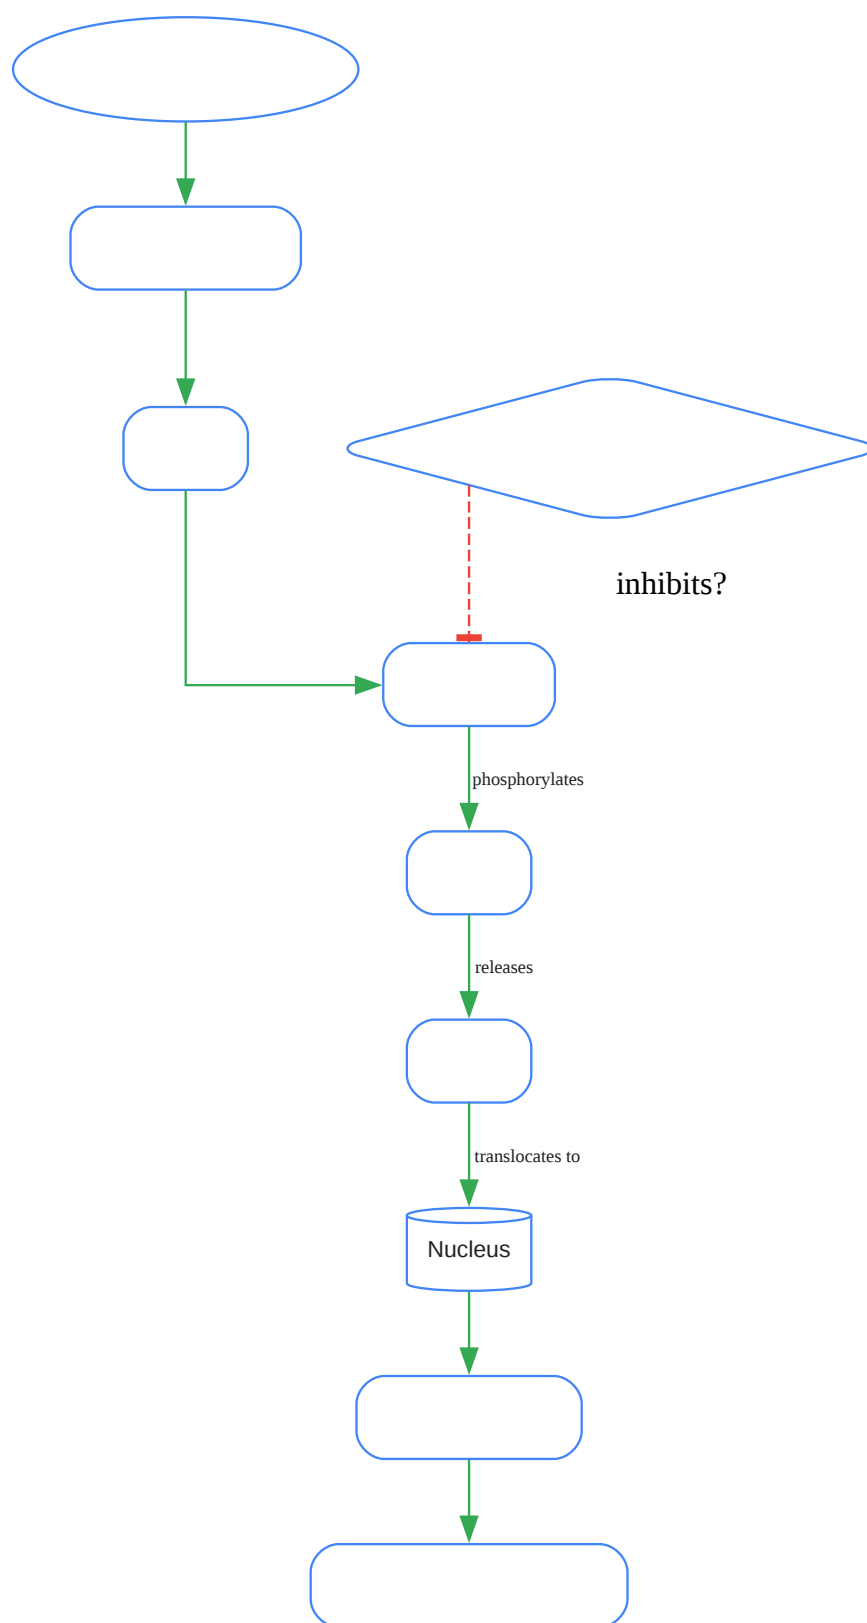 inhibits?
phosphorylates
releases
translocates to
Nucleus